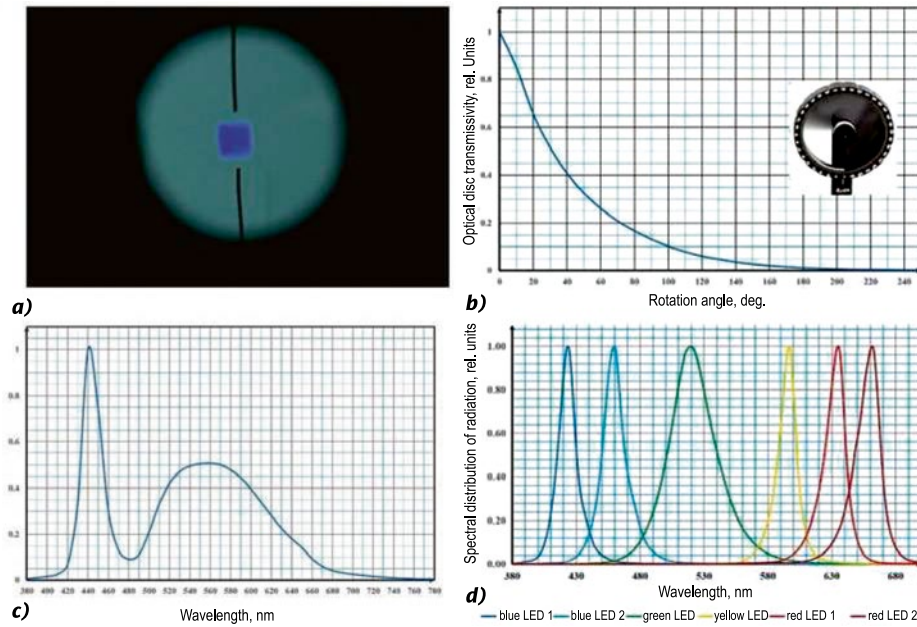 a)
Optical disc transmissivity, rel. Units
1
0.8
0.6
0.4
0.2
0
0 20 40 60 80 100 120 140 160 180 200 220 240
Rotation angle, deg.
b)
1
0.8
0.6
0.4
0.2
0
380 400 420 440 460 480 500 520 540 560 580 600 620 640 660 680 700 720 740 760 780
Wavelength, nm
c)
Spectral distribution of radiation, rel. units
1.00
0.80
0.60
0.40
0.20
0.00
380 430 480 530 580 630 680
Wavelength, nm
d)
blue LED 1 blue LED 2 green LED yellow LED red LED 1 red LED 2